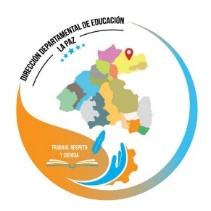 DIRECCIÓN DEPARTAMENTAL DE EDUCACIÓN
LA PAZ
TRABAJO, RESPETO
Y CIENCIA